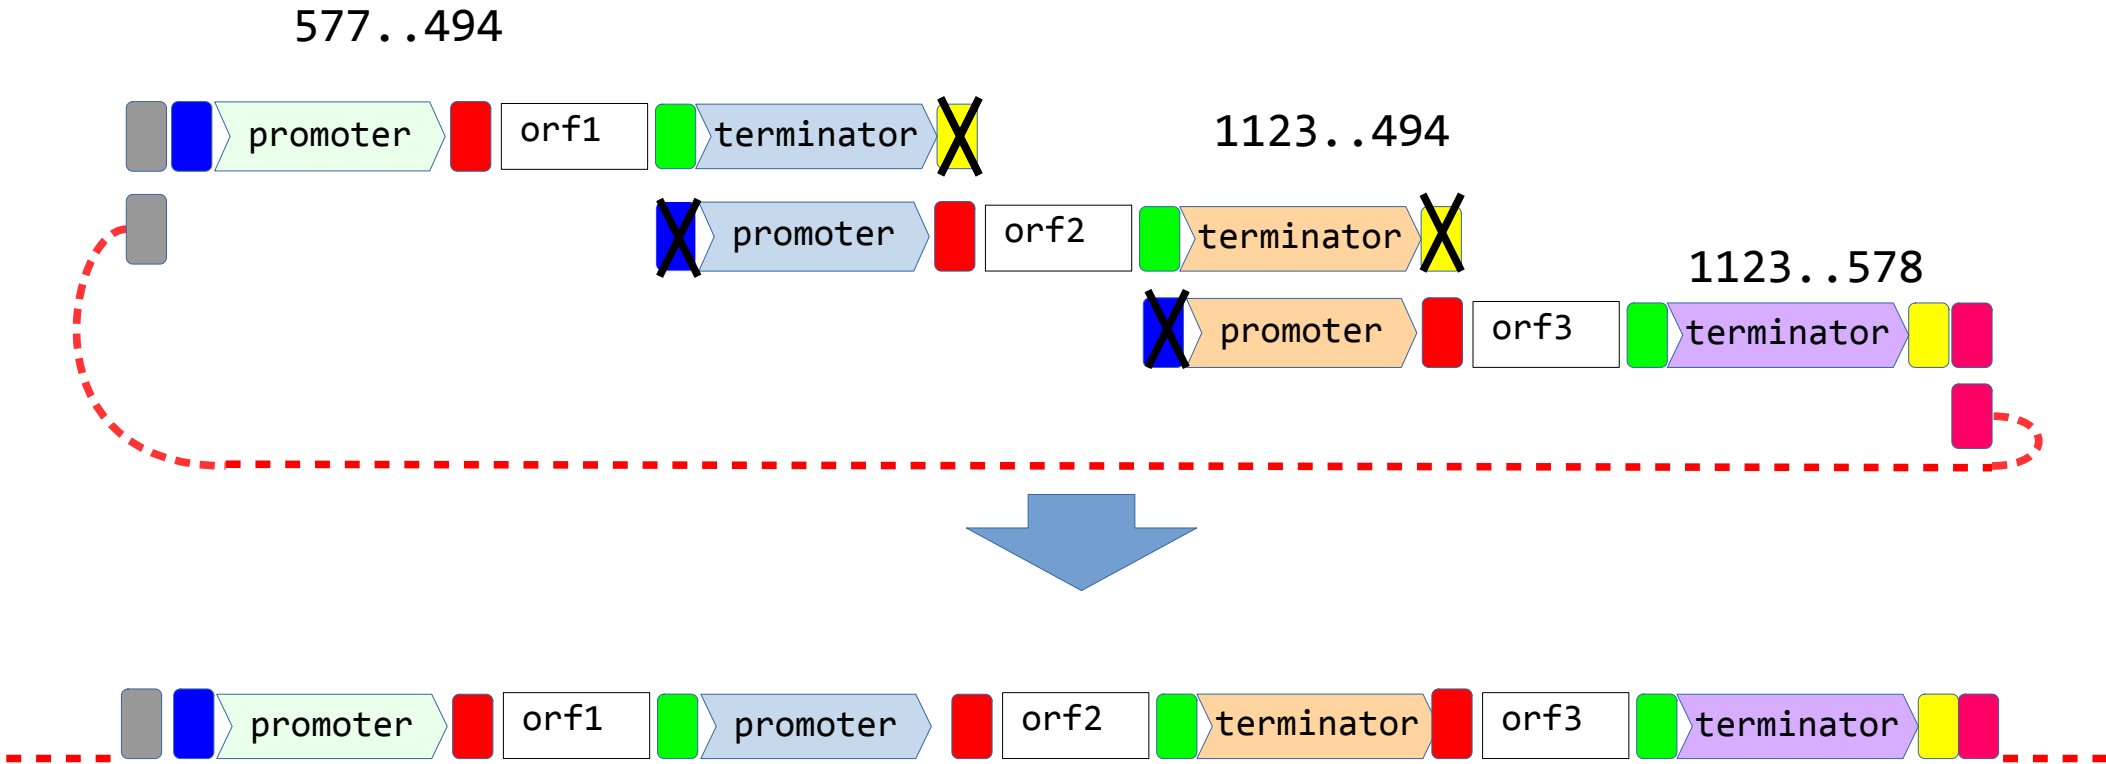 577..494
promoter orf1 terminator
1123..494
promoter orf2 terminator
1123..578
promoter orf3 terminator
promoter orf1 promoter orf2 terminator orf3 terminator